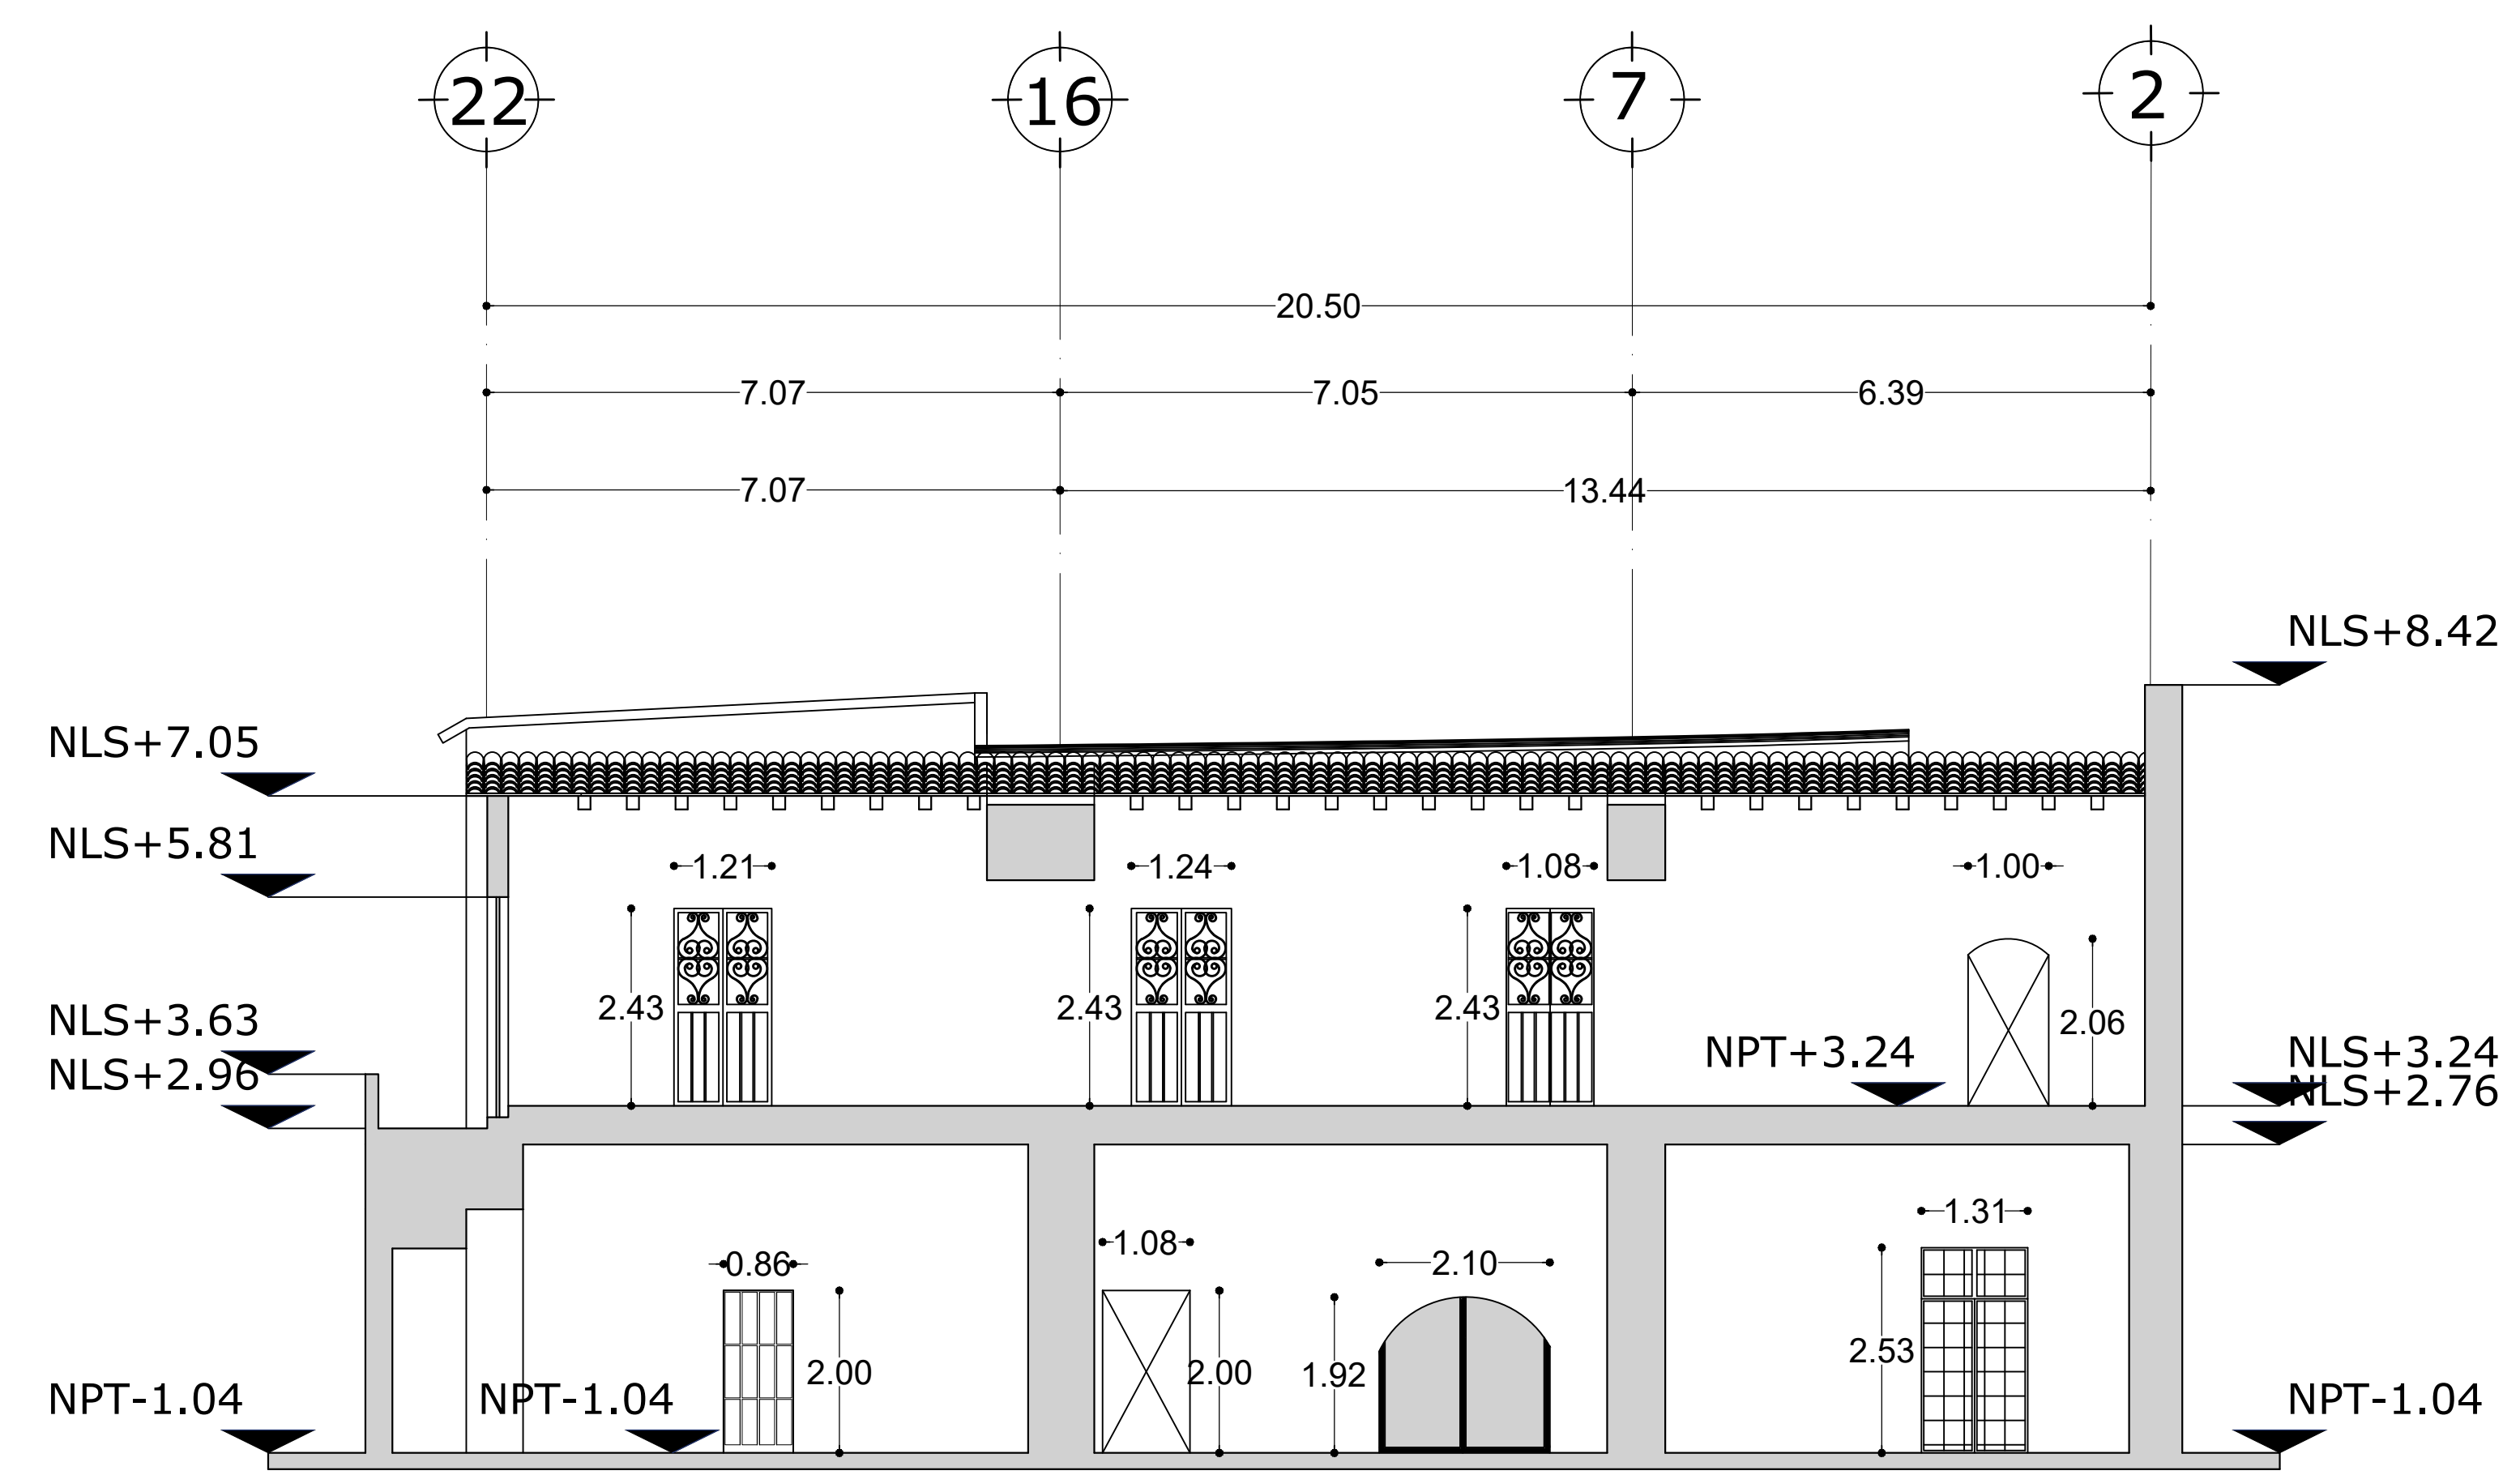 22 16 7 2
20.50
7.07 7.05 6.39
7.07 13.44
NLS+8.42
NLS+7.05
NLS+5.81
1.21 1.24 1.08 1.00
2.43 2.43 2.43 2.06
NLS+3.63
NPT+3.24 NLS+3.24
NLS+2.96 NLS+2.76
1.31
1.08
0.86 2.10
2.53
2.00 2.00 1.92
NPT-1.04 NPT-1.04 NPT-1.04